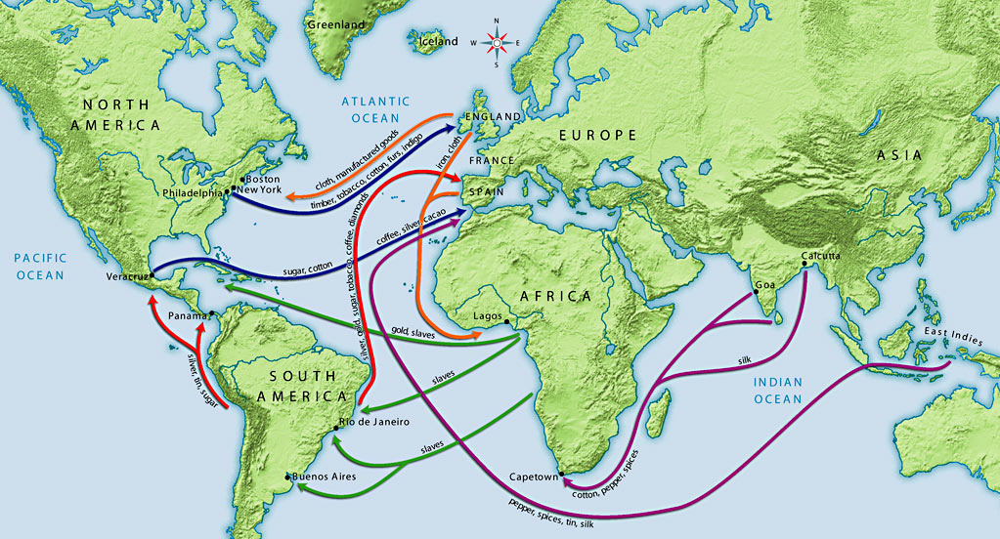 Greenland
Iceland
N
W
E
S
NORTH
AMERICA
ATLANTIC
OCEAN
ENGLAND
EUROPE
ASIA
FRANCE
SPAIN
cloth, manufactured goods
timber, tobacco, cotton, furs, indigo
iron, cloth
Boston
New York
Philadelphia
silver, gold, sugar, tobacco, coffee, diamonds
coffee, silver, cacao
sugar, cotton
PACIFIC
OCEAN
Veracruz
Panama
Calcutta
Goa
AFRICA
Lagos
gold, slaves
East Indies
silver, tin, sugar
SOUTH
AMERICA
slaves
silk
INDIAN
OCEAN
Rio de Janeiro
slaves
Buenos Aires
Capetown
cotton, pepper, spices
pepper, spices, tin, silk